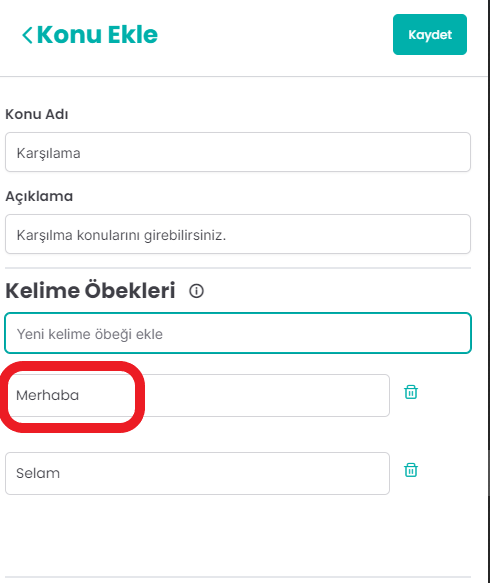 Konu Ekle
Kaydet
Konu Adı
Karşılama
Açıklama
Karşılma konularını girebilirsiniz.
Kelime Öbekleri
Yeni kelime öbeği ekle
Merhaba
Selam